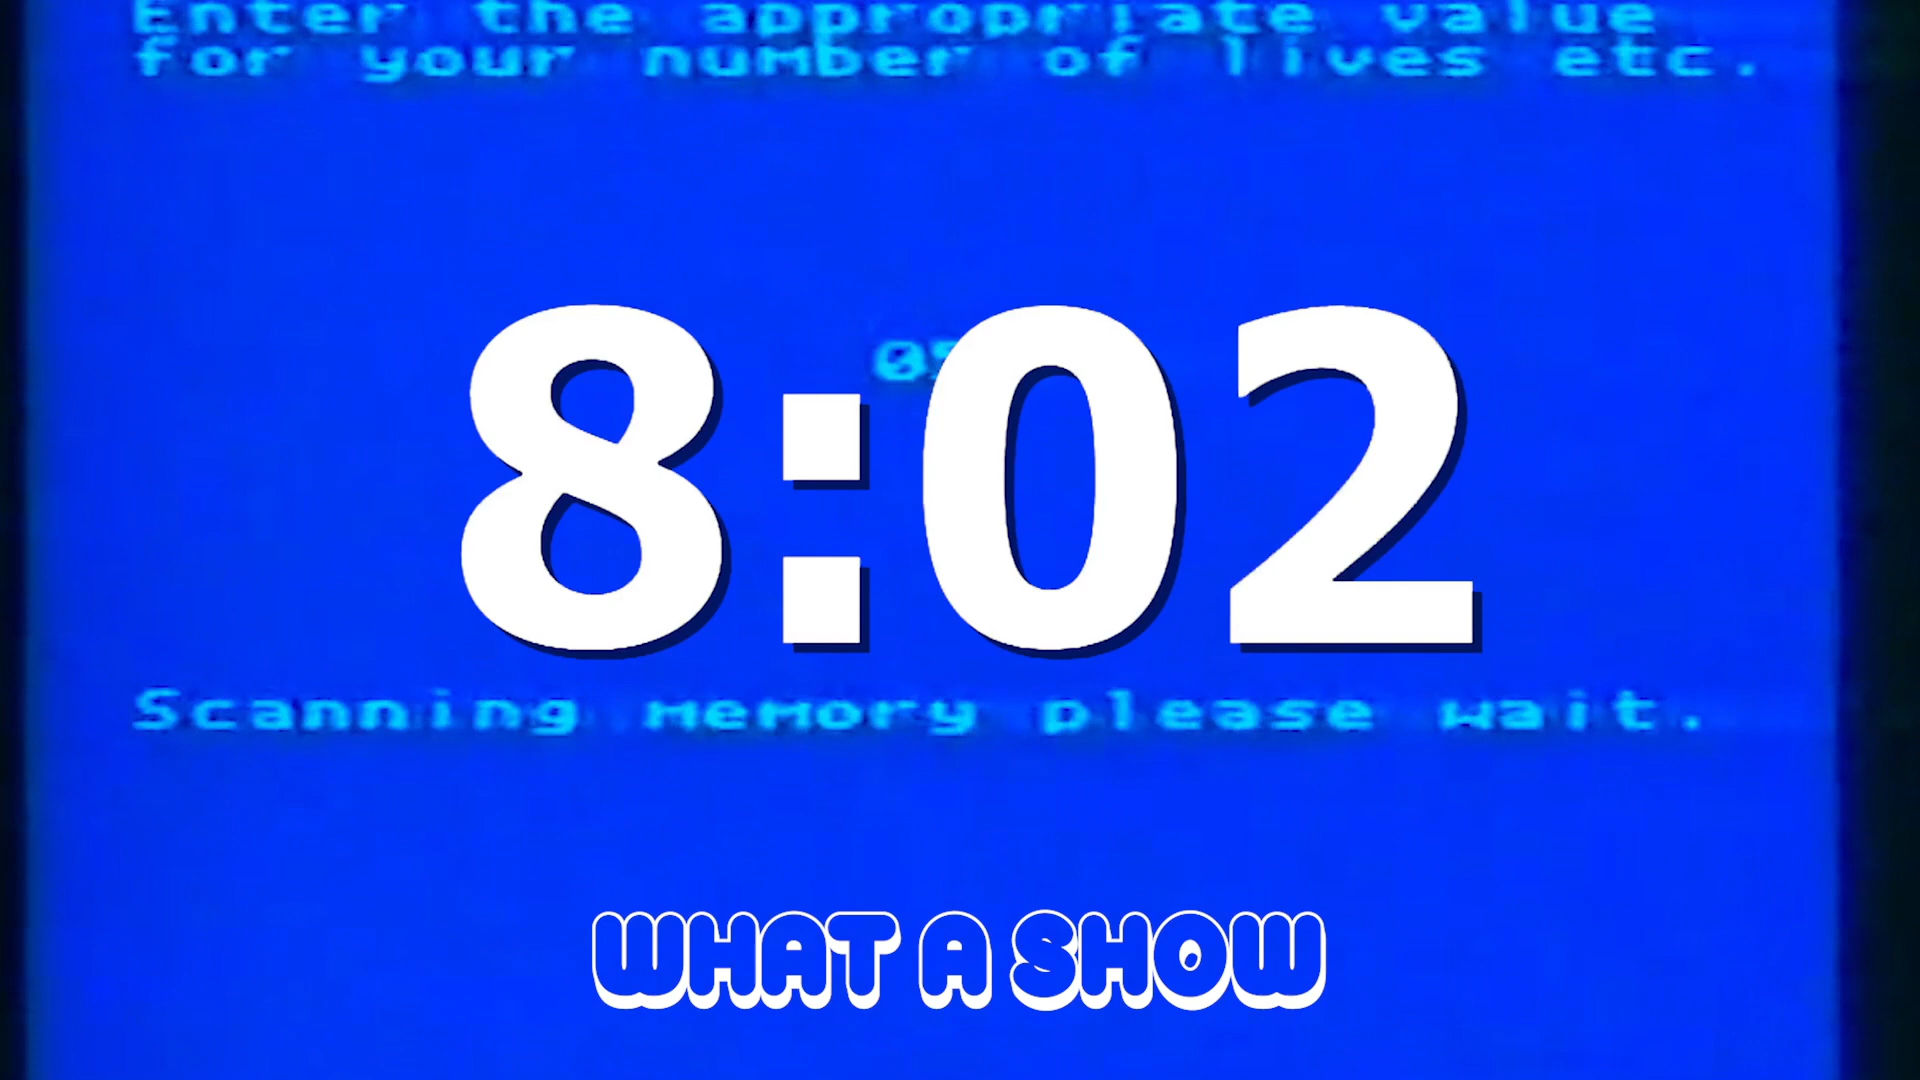 Enter the appropriate value
for your number of lives etc.
8:02
Scanning memory please wait.
WHAT A SHOW